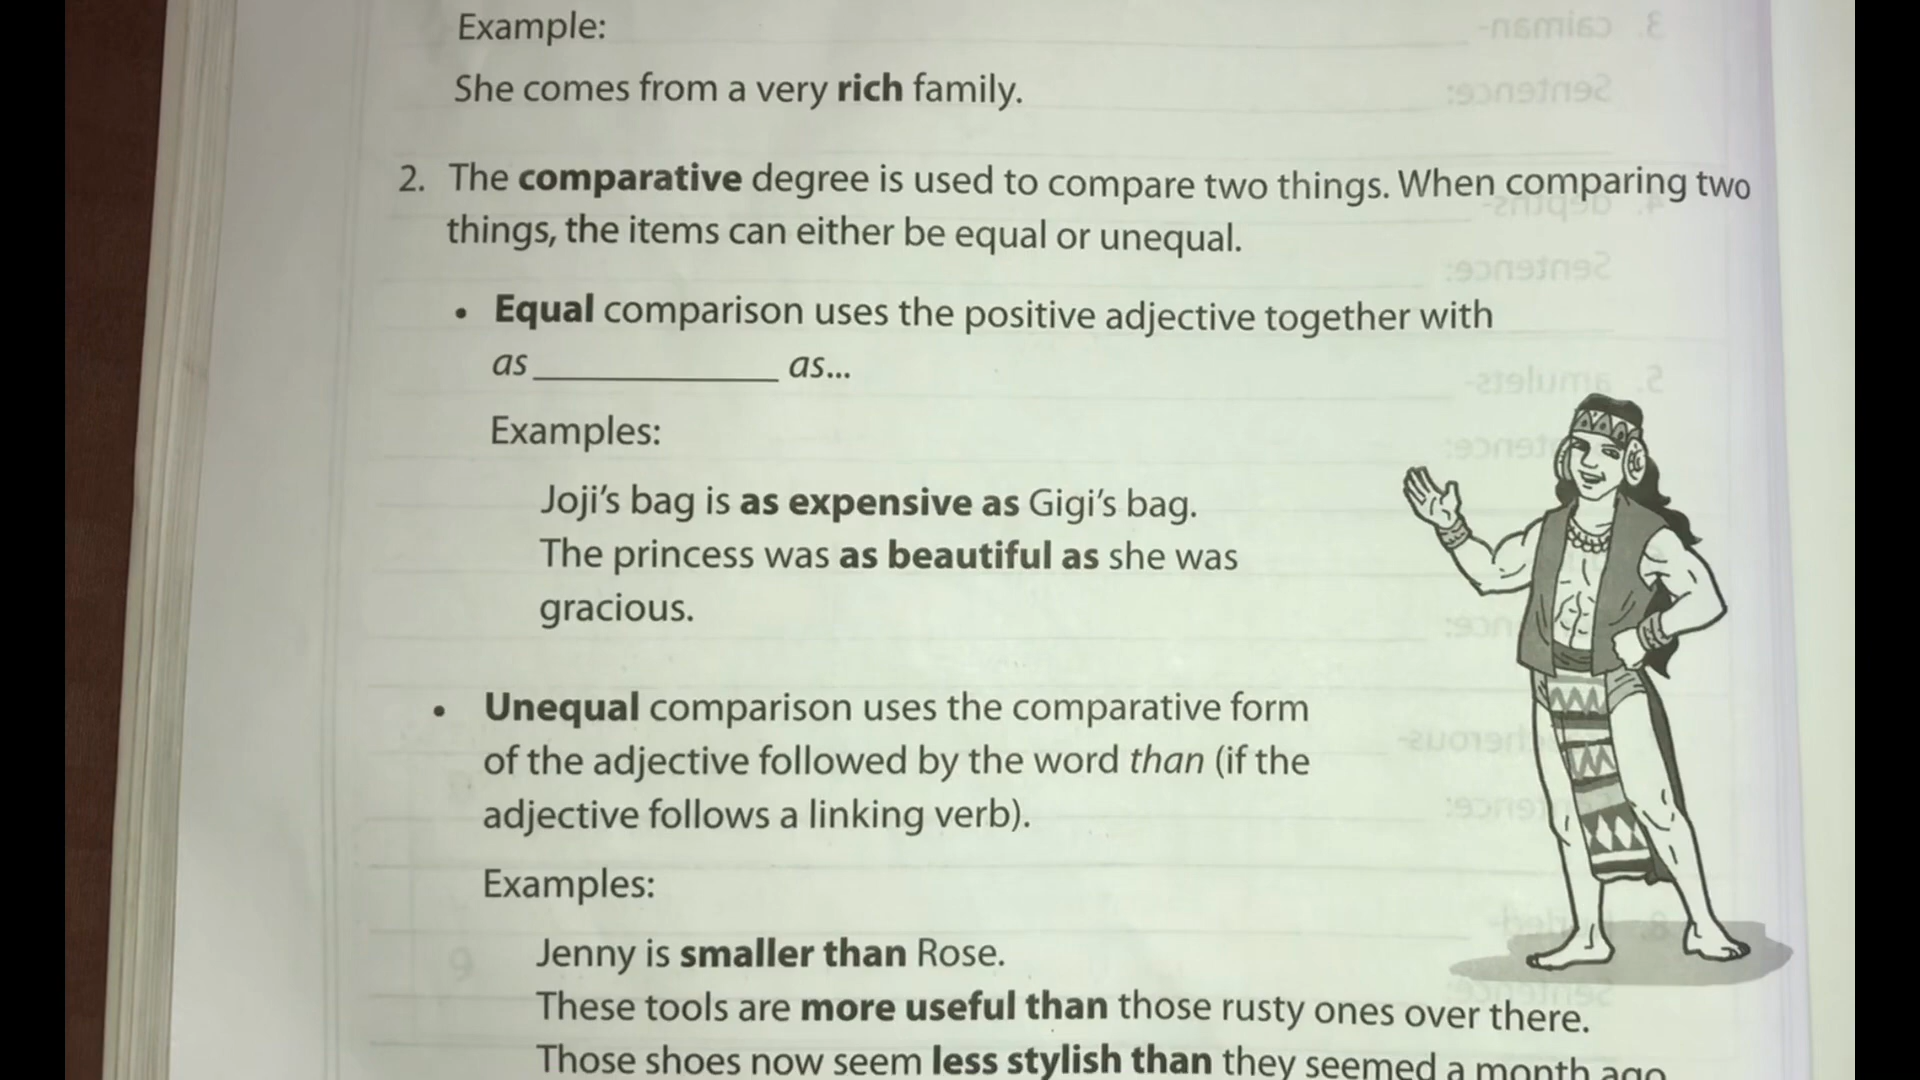 Example:
She comes from a very rich family.
2. The comparative degree is used to compare two things. When comparing two
things, the items can either be equal or unequal.
• Equal comparison uses the positive adjective together with
as ____________ as...
Examples:
Joji's bag is as expensive as Gigi's bag.
The princess was as beautiful as she was
gracious.
• Unequal comparison uses the comparative form
of the adjective followed by the word than (if the
adjective follows a linking verb).
Examples:
Jenny is smaller than Rose.
These tools are more useful than those rusty ones over there.
Those shoes now seem less stylish than they seemed a month ago